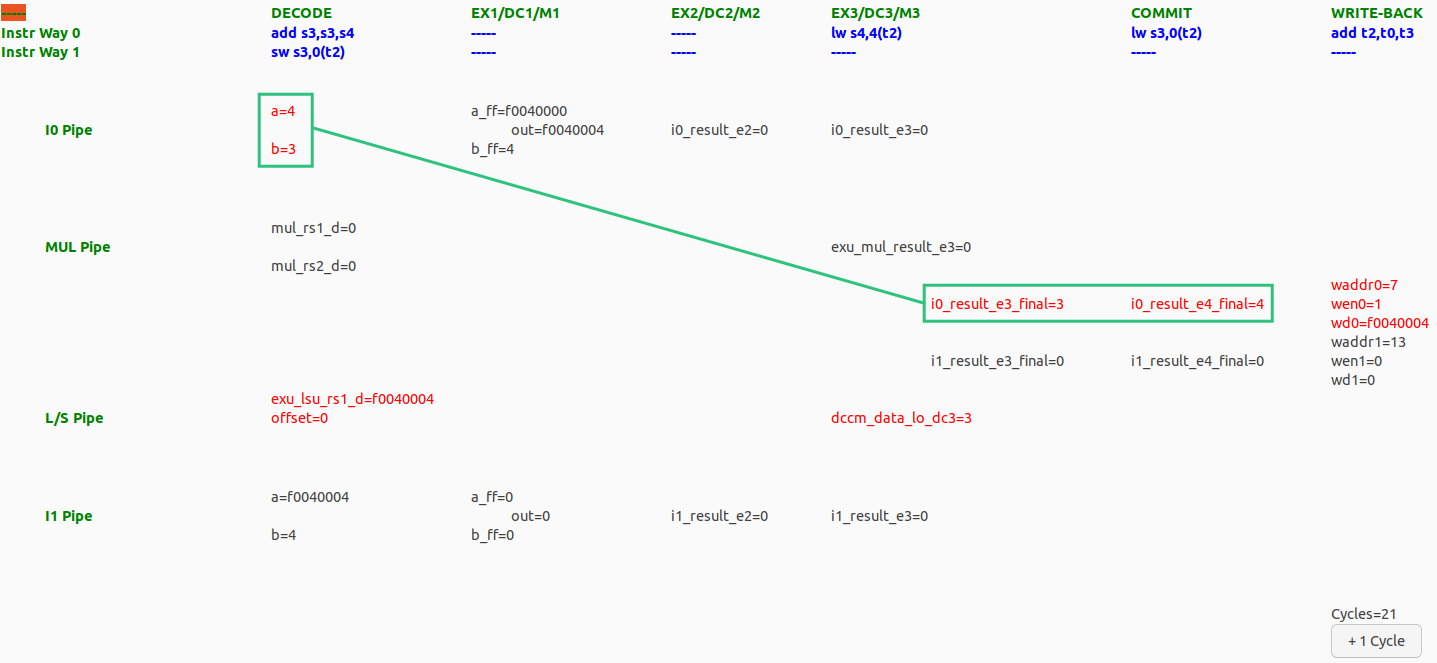 DECODE EX1/DC1/M1 EX2/DC2/M2 EX3/DC3/M3 COMMIT WRITE-BACK
Instr Way 0 add s3,s3,s4 ----- ----- lw s4,4(t2) lw s3,0(t2) add t2,t0,t3
Instr Way 1 sw s3,0(t2) ----- ----- ----- ----- -----
a=4 a_ff=f0040000
I0 Pipe out=f0040004 i0_result_e2=0 i0_result_e3=0
b=3 b_ff=4
mul_rs1_d=0
MUL Pipe exu_mul_result_e3=0
mul_rs2_d=0
waddr0=7
i0_result_e3_final=3 i0_result_e4_final=4 wen0=1
wd0=f0040004
waddr1=13
i1_result_e3_final=0 i1_result_e4_final=0 wen1=0
wd1=0
exu_lsu_rs1_d=f0040004
L/S Pipe offset=0 dccm_data_lo_dc3=3
a=f0040004 a_ff=0
I1 Pipe out=0 i1_result_e2=0 i1_result_e3=0
b=4 b_ff=0
Cycles=21
+ 1 Cycle